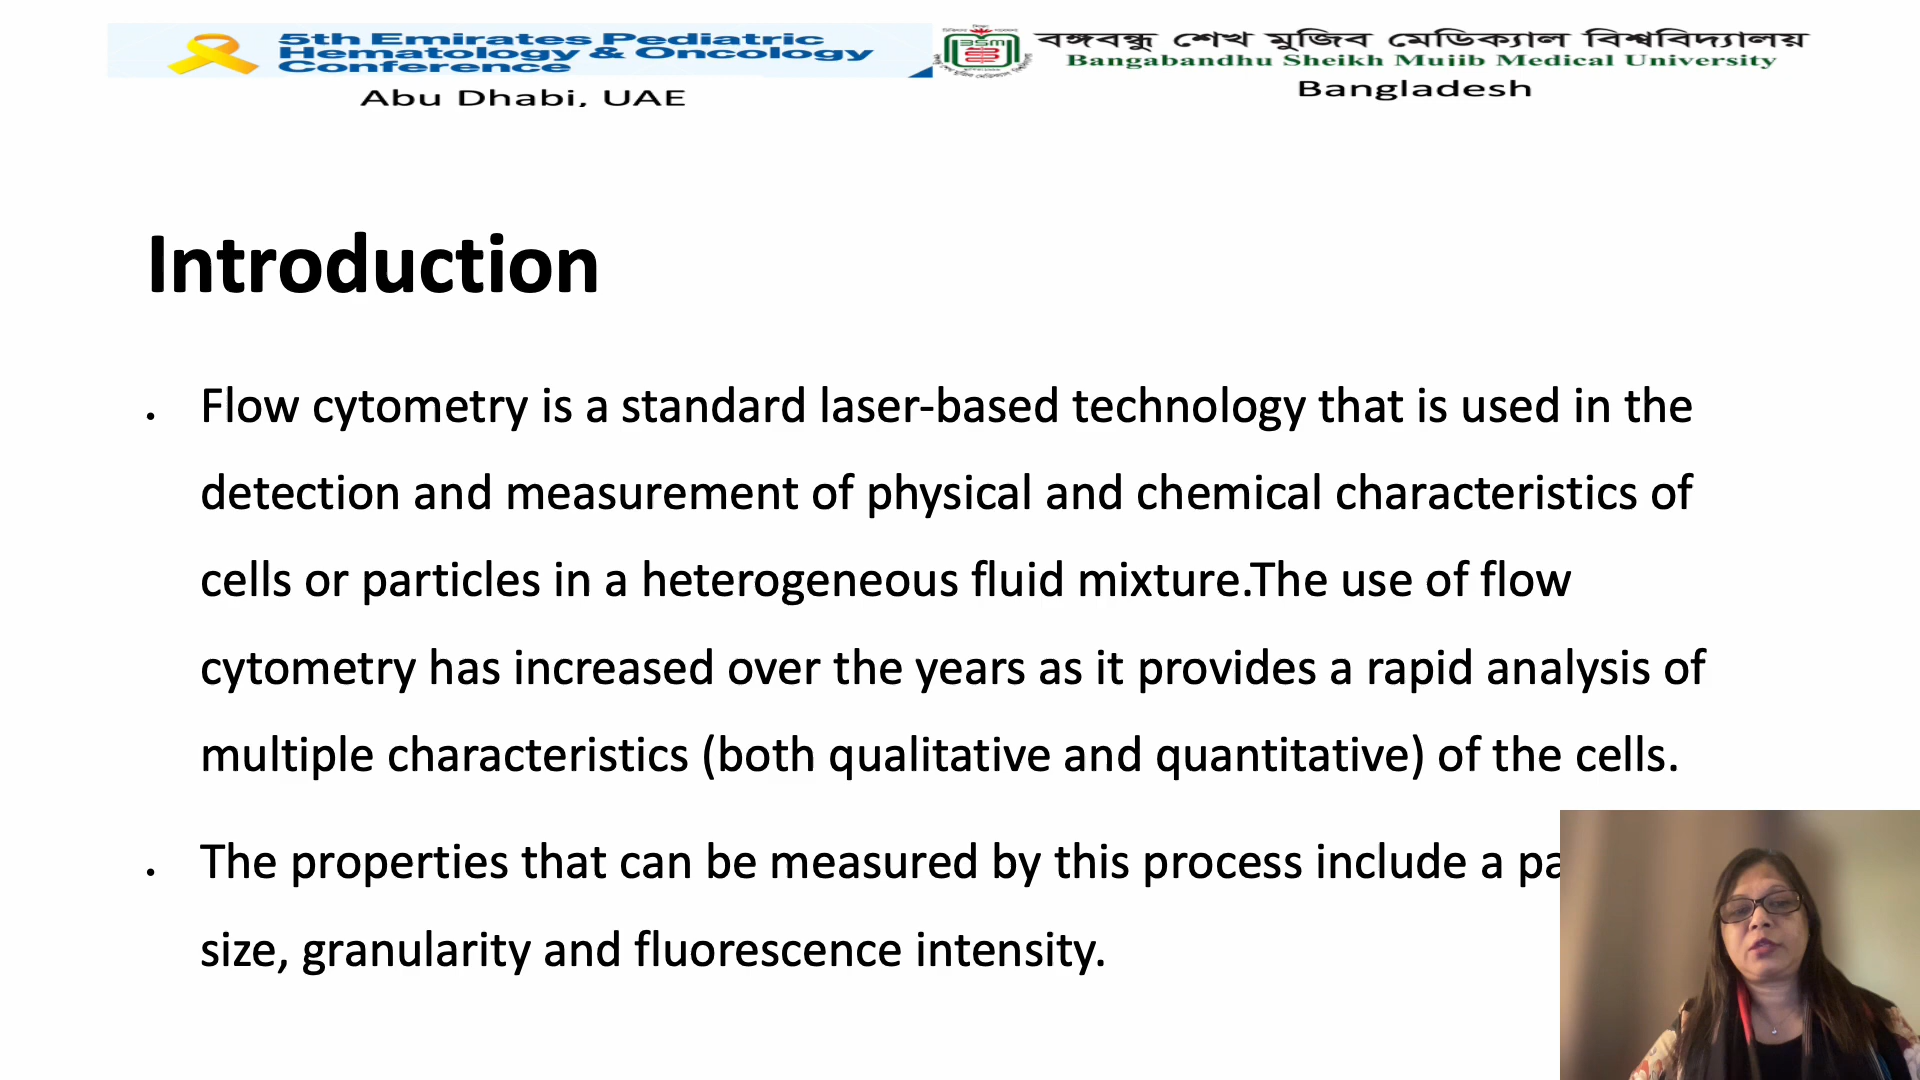 5th Emirates Pediatric
Hematology & Oncology
Conference
Abu Dhabi, UAE
বঙ্গবন্ধু শেখ মুজিব মেডিক্যাল বিশ্ববিদ্যালয়
Bangabandhu Sheikh Mujib Medical University
Bangladesh
Introduction
• Flow cytometry is a standard laser-based technology that is used in the
detection and measurement of physical and chemical characteristics of
cells or particles in a heterogeneous fluid mixture.The use of flow
cytometry has increased over the years as it provides a rapid analysis of
multiple characteristics (both qualitative and quantitative) of the cells.
• The properties that can be measured by this process include a
size, granularity and fluorescence intensity.